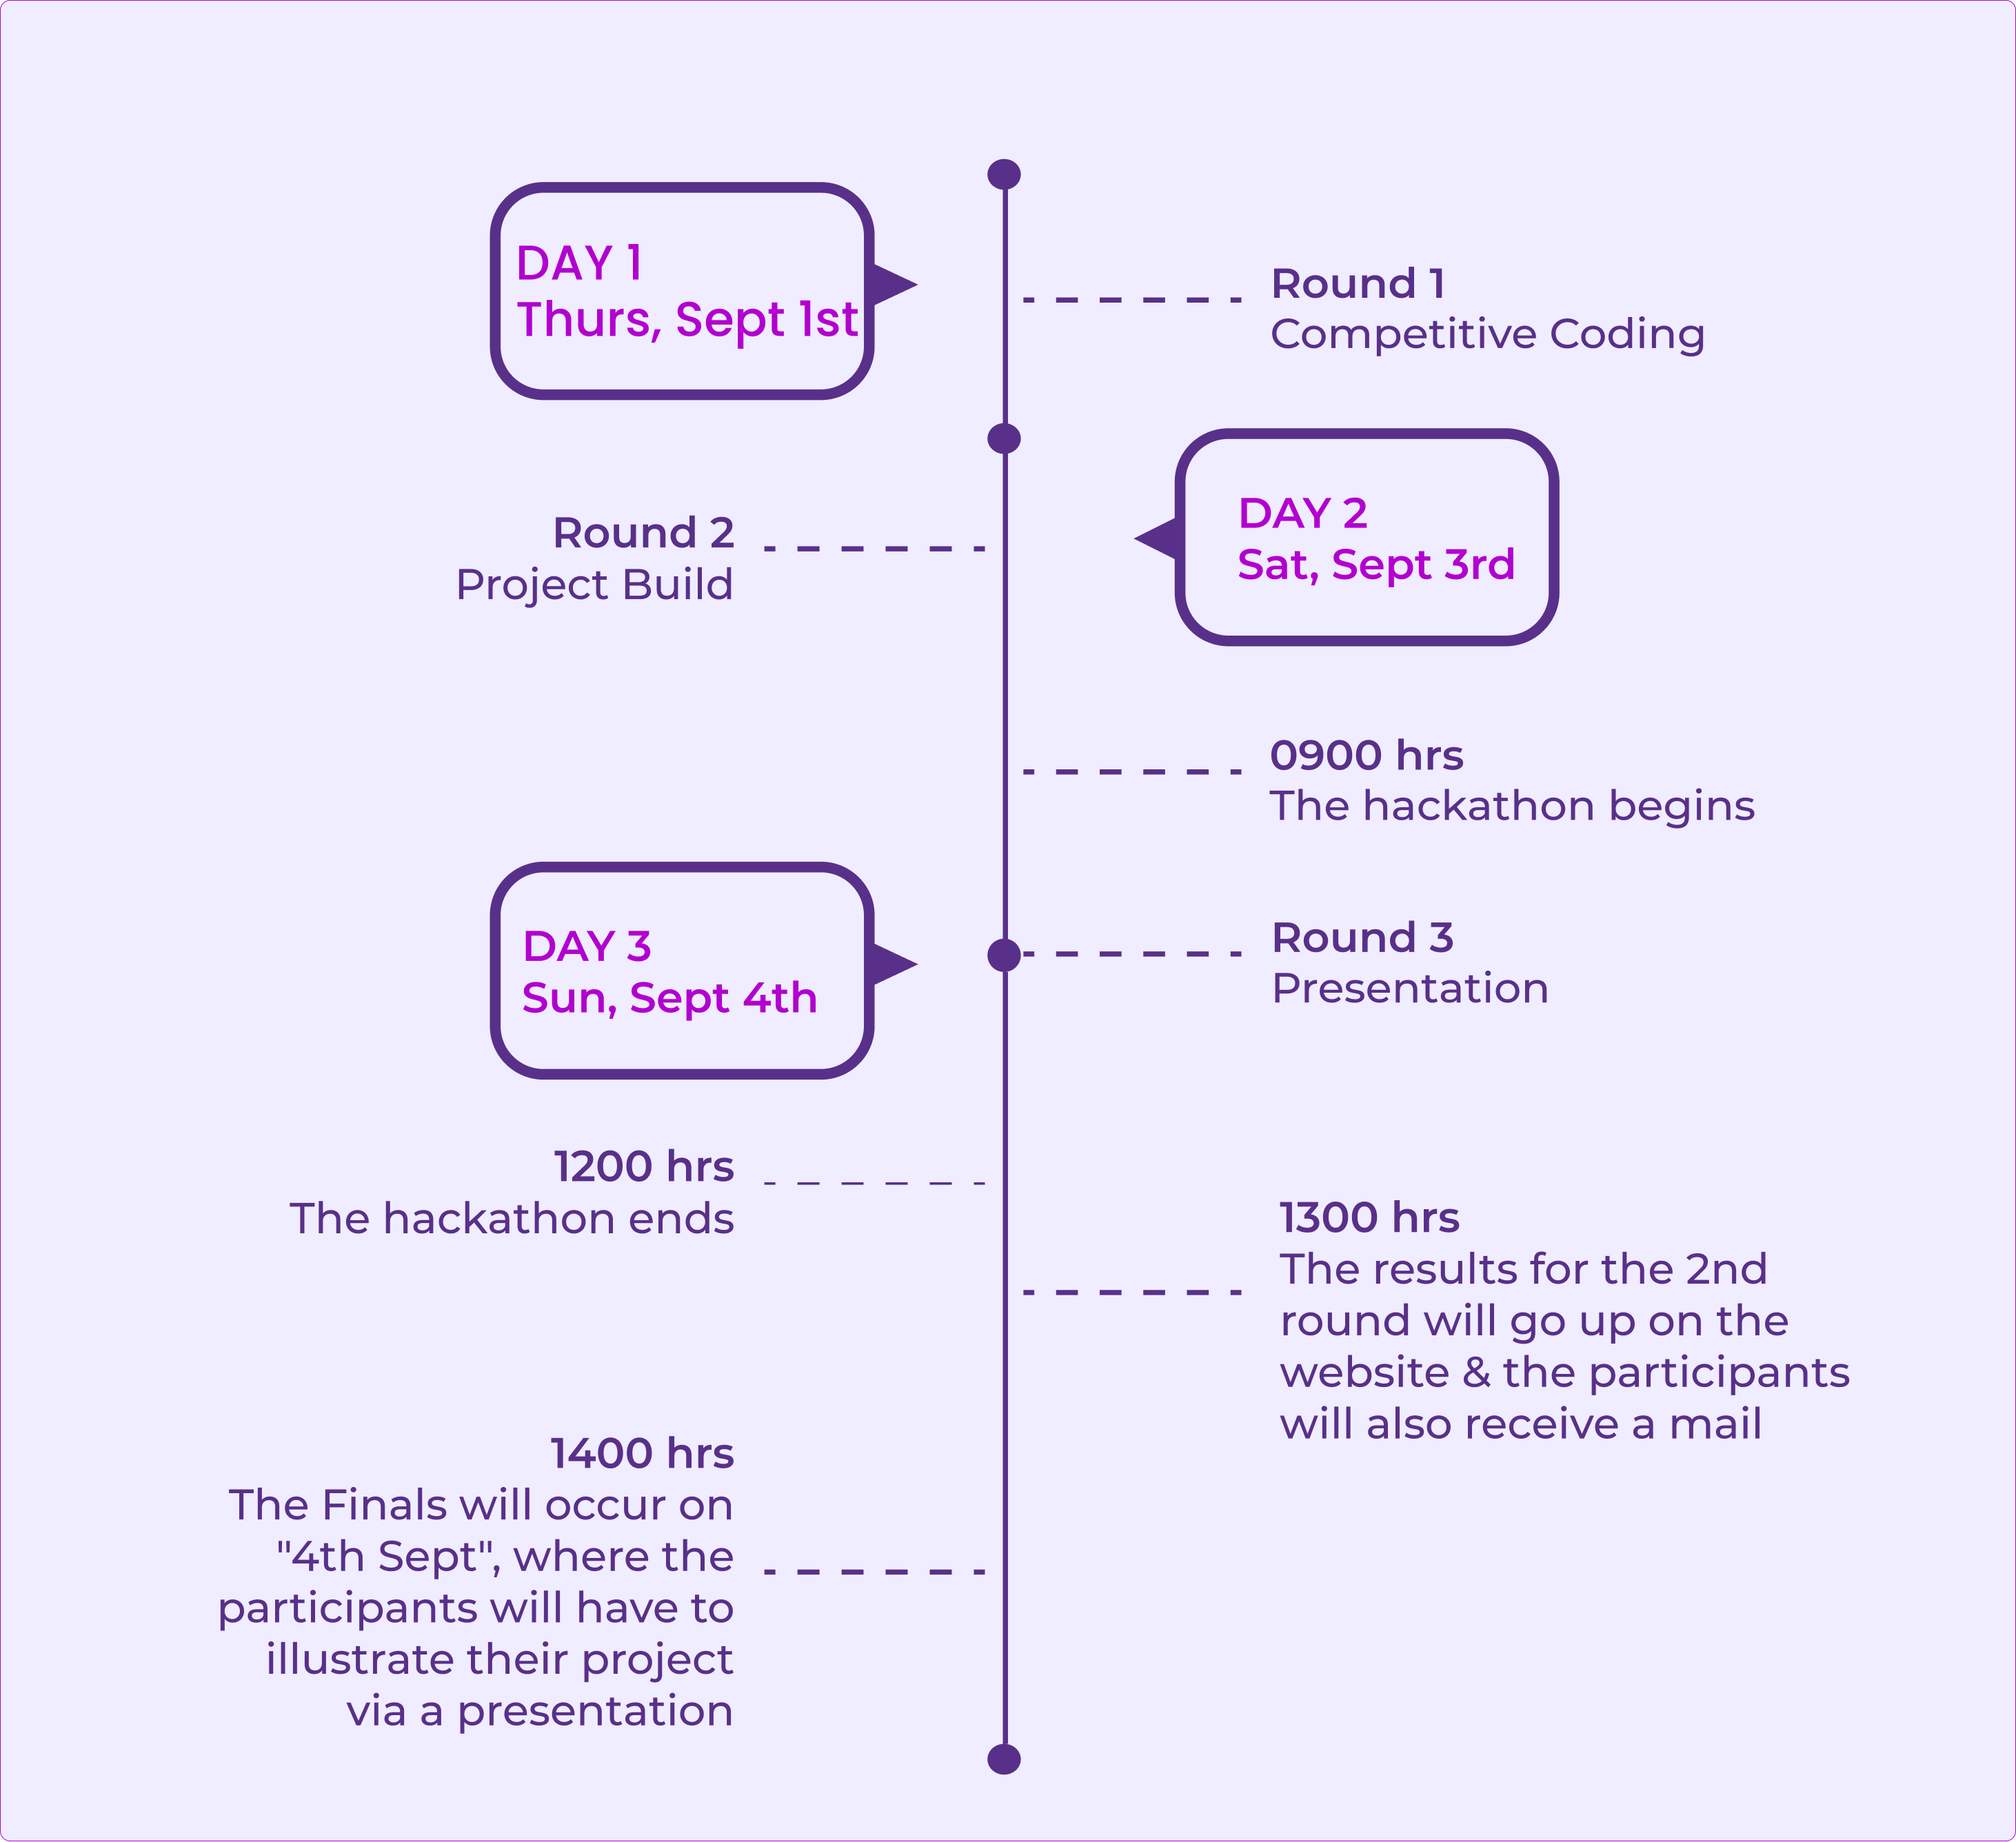 DAY 1
Thurs, Sept 1st
Round 1
Competitive Coding
DAY 2
Sat, Sept 3rd
Round 2
Project Build
0900 hrs
The hackathon begins
DAY 3
Sun, Sept 4th
Round 3
Presentation
1200 hrs
The hackathon ends
1300 hrs
The results for the 2nd
round will go up on the
website & the participants
will also receive a mail
1400 hrs
The Finals will occur on
"4th Sept", where the
participants will have to
illustrate their project
via a presentation